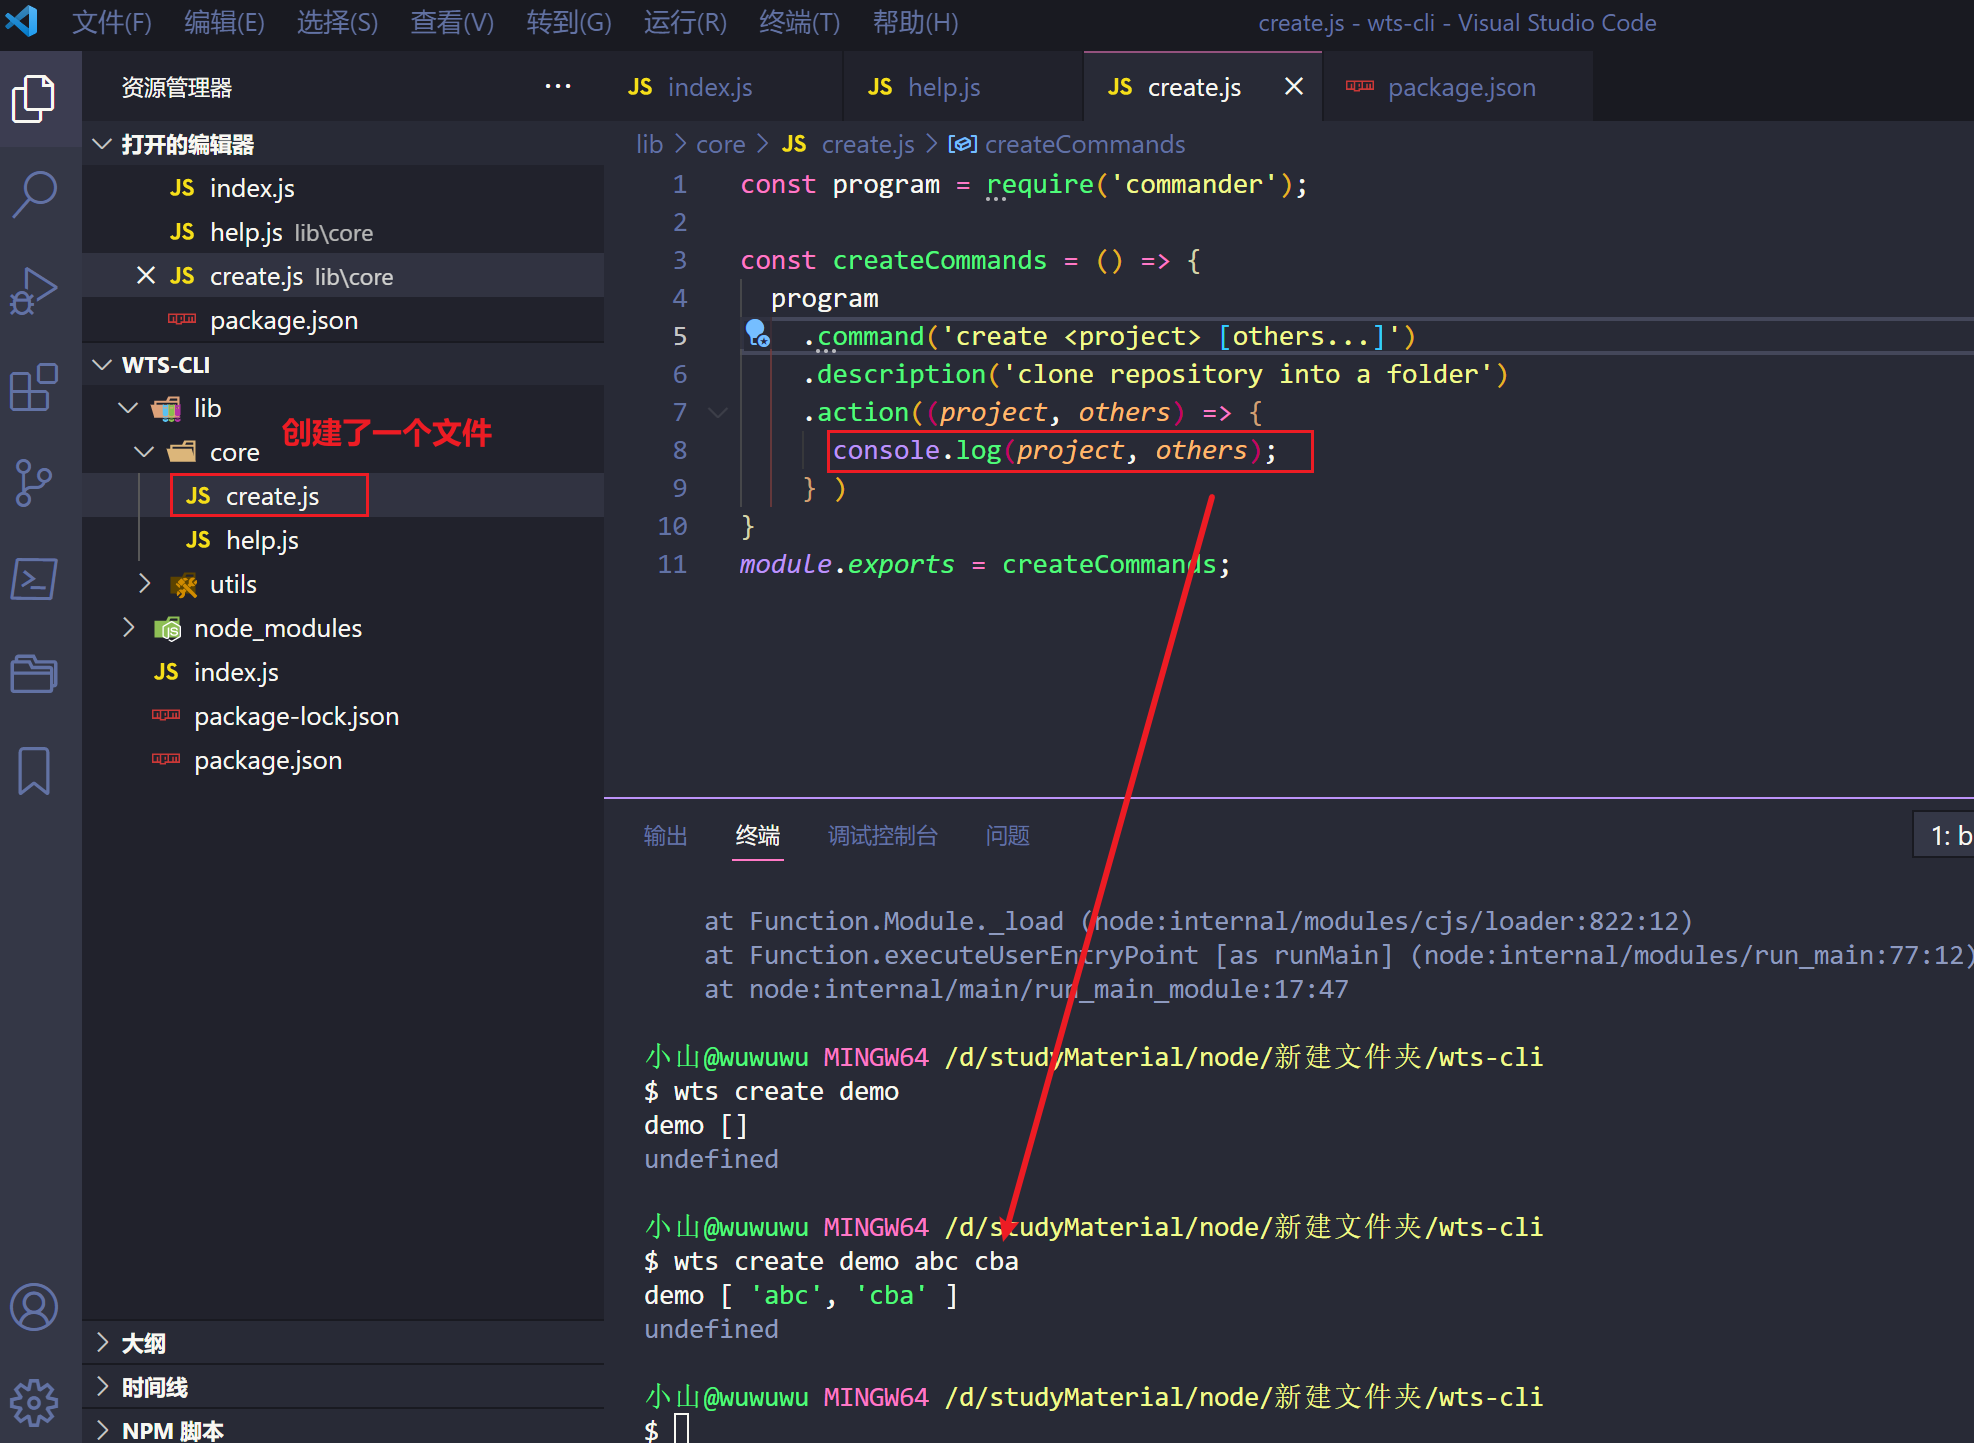 文件(F) 编辑(E) 选择(S) 查看(V) 转到(G) 运行(R) 终端(T) 帮助(H) create.js - wts-cli - Visual Studio Code
资源管理器 ···
JS index.js JS help.js JS create.js package.json
打开的编辑器
JS index.js
JS help.js lib\core
JS create.js lib\core
package.json
WTS-CLI
lib
创建了一个文件
core
JS create.js
JS help.js
utils
node_modules
JS index.js
package-lock.json
package.json
大纲
时间线
NPM 脚本
lib > core > JS create.js > createCommands
1 const program = require('commander');
2
3 const createCommands = () => {
4 program
5 .command('create <project> [others...]')
6 .description('clone repository into a folder')
7 .action((project, others) => {
8 console.log(project, others);
9 } )
10 }
11 module.exports = createCommands;
输出 终端 调试控制台 问题 1: b
at Function.Module._load (node:internal/modules/cjs/loader:822:12)
at Function.executeUserEntryPoint [as runMain] (node:internal/modules/run_main:77:12)
at node:internal/main/run_main_module:17:47
小山@wuwuwu MINGW64 /d/studyMaterial/node/新建文件夹/wts-cli
$ wts create demo
demo []
undefined
小山@wuwuwu MINGW64 /d/studyMaterial/node/新建文件夹/wts-cli
$ wts create demo abc cba
demo [ 'abc', 'cba' ]
undefined
小山@wuwuwu MINGW64 /d/studyMaterial/node/新建文件夹/wts-cli
$